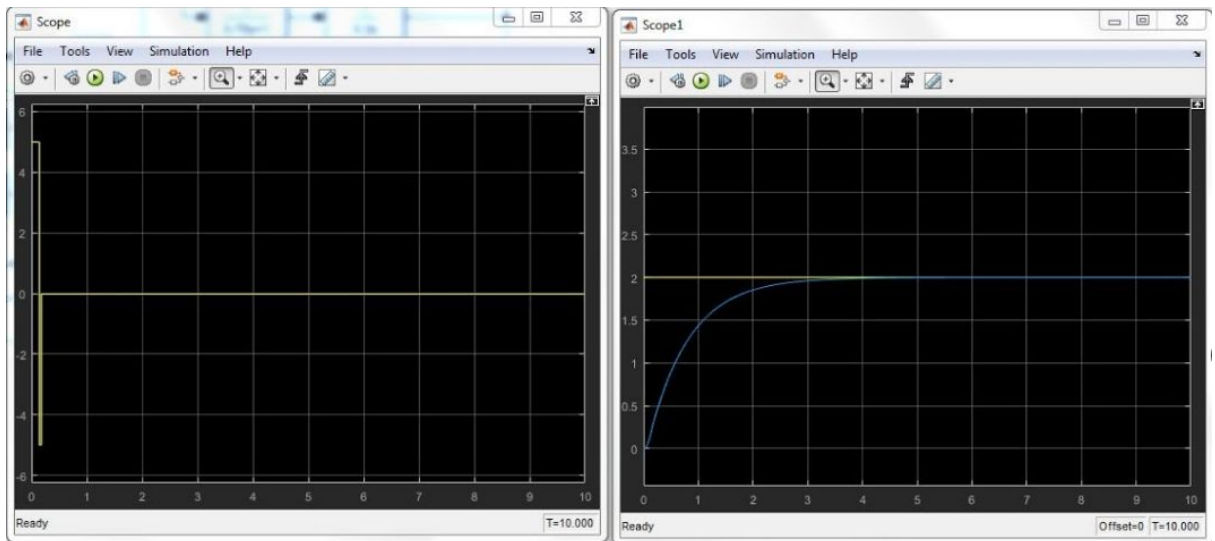 Scope
File Tools View Simulation Help
6
4
2
0
-2
-4
-6
0 1 2 3 4 5 6 7 8 9 10
Ready T=10.000
Scope1
File Tools View Simulation Help
3.5
3
2.5
2
1.5
1
0.5
0
0 1 2 3 4 5 6 7 8 9 10
Ready Offset=0 T=10.000